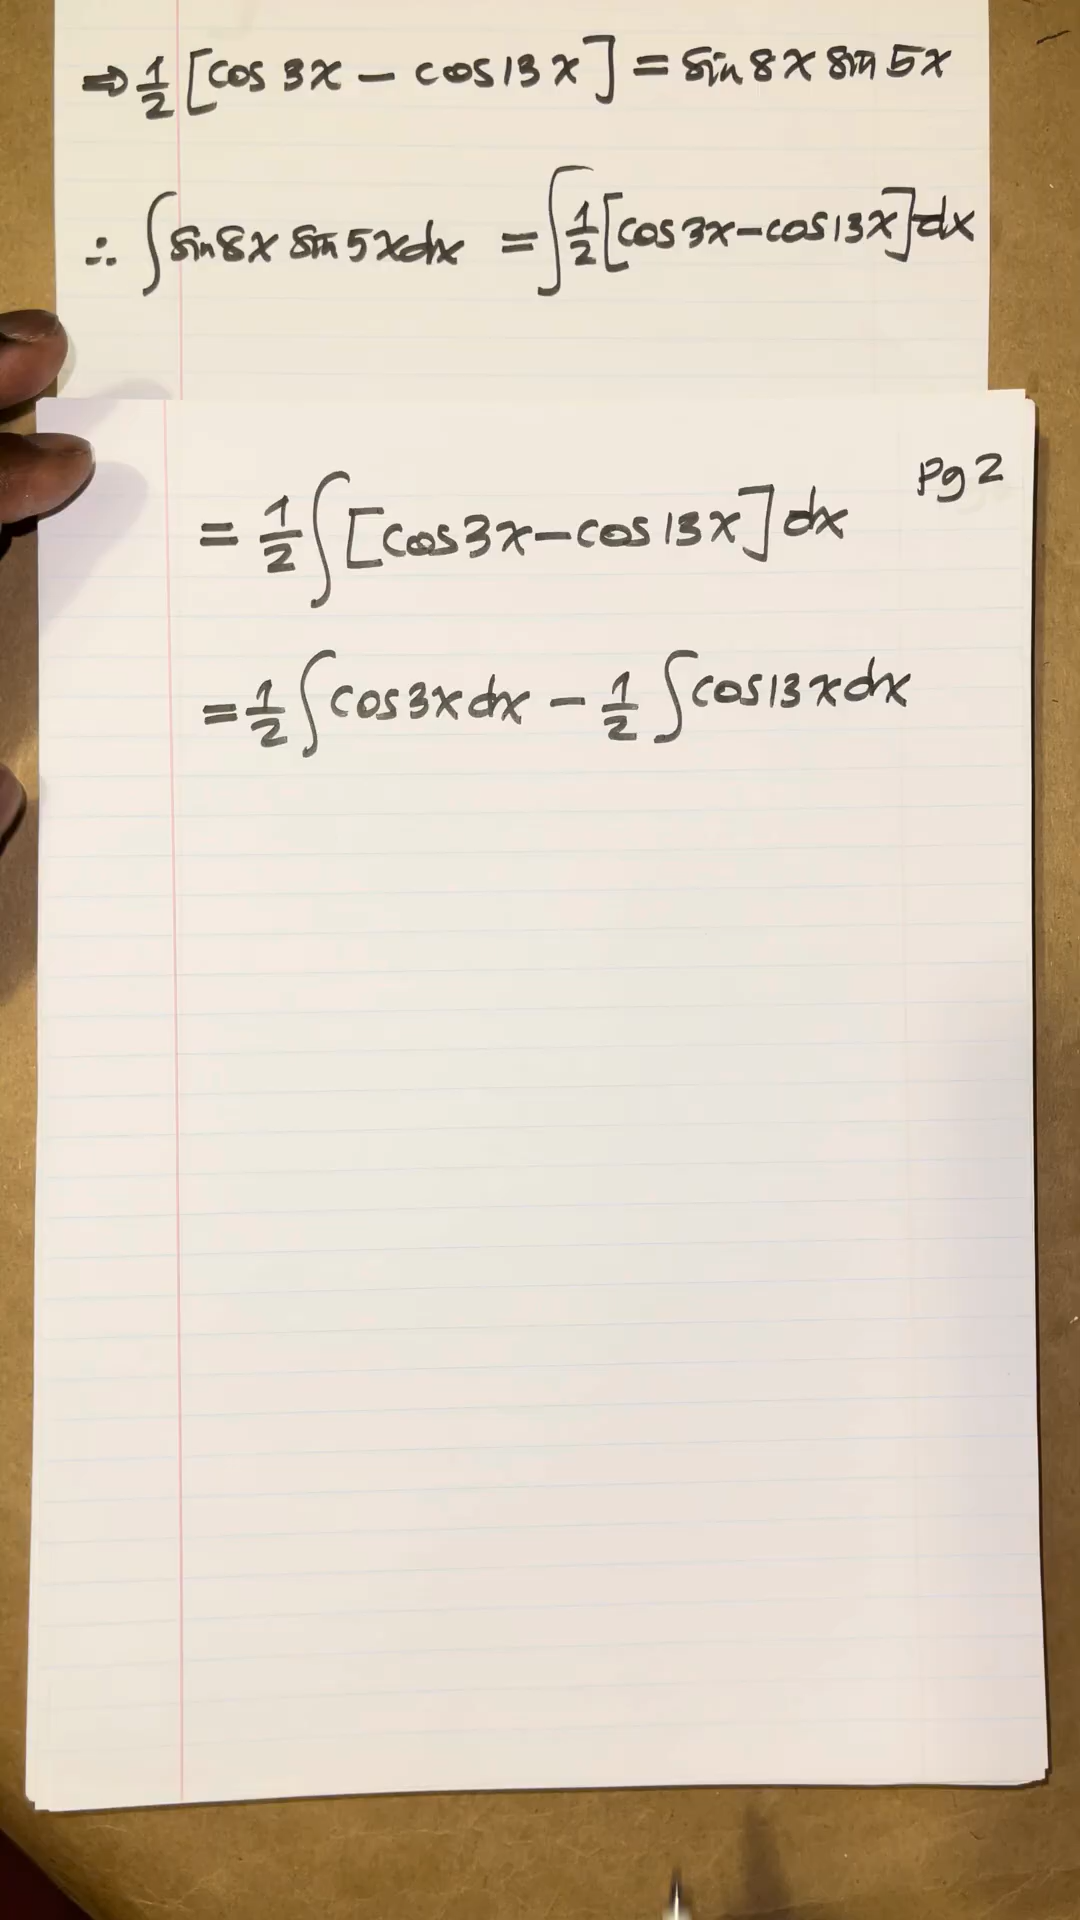 ⇒ 1/2 [cos 3x − cos 13x] = sin 8x sin 5x
∴ ∫ sin 8x sin 5x dx = ∫ 1/2 [cos 3x − cos 13x] dx
Pg 2
= 1/2 ∫ [cos 3x − cos 13x] dx
= 1/2 ∫ cos 3x dx − 1/2 ∫ cos 13x dx